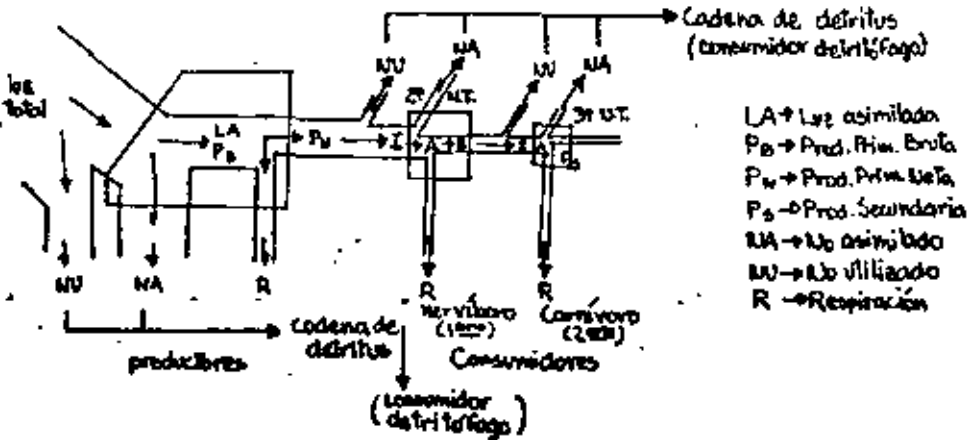 Cadena de detritus
(consumidor detritófago)
NU
NA
NU
NA
luz
Total
2º N.T.
3º N.T.
LA
PB
PN
I
A
I
A
PS
LA → Luz asimilada
PB → Prod. Prim. Bruta
PN → Prod. Prim. Neta
PS → Prod. Secundaria
NA → No asimilado
NU → No Utilizado
R → Respiración
NU
NA
R
R
R
Hervíboro
Carnívoro
productores
Cadena de
detritus
Consumidores
(consumidor
detritófago)